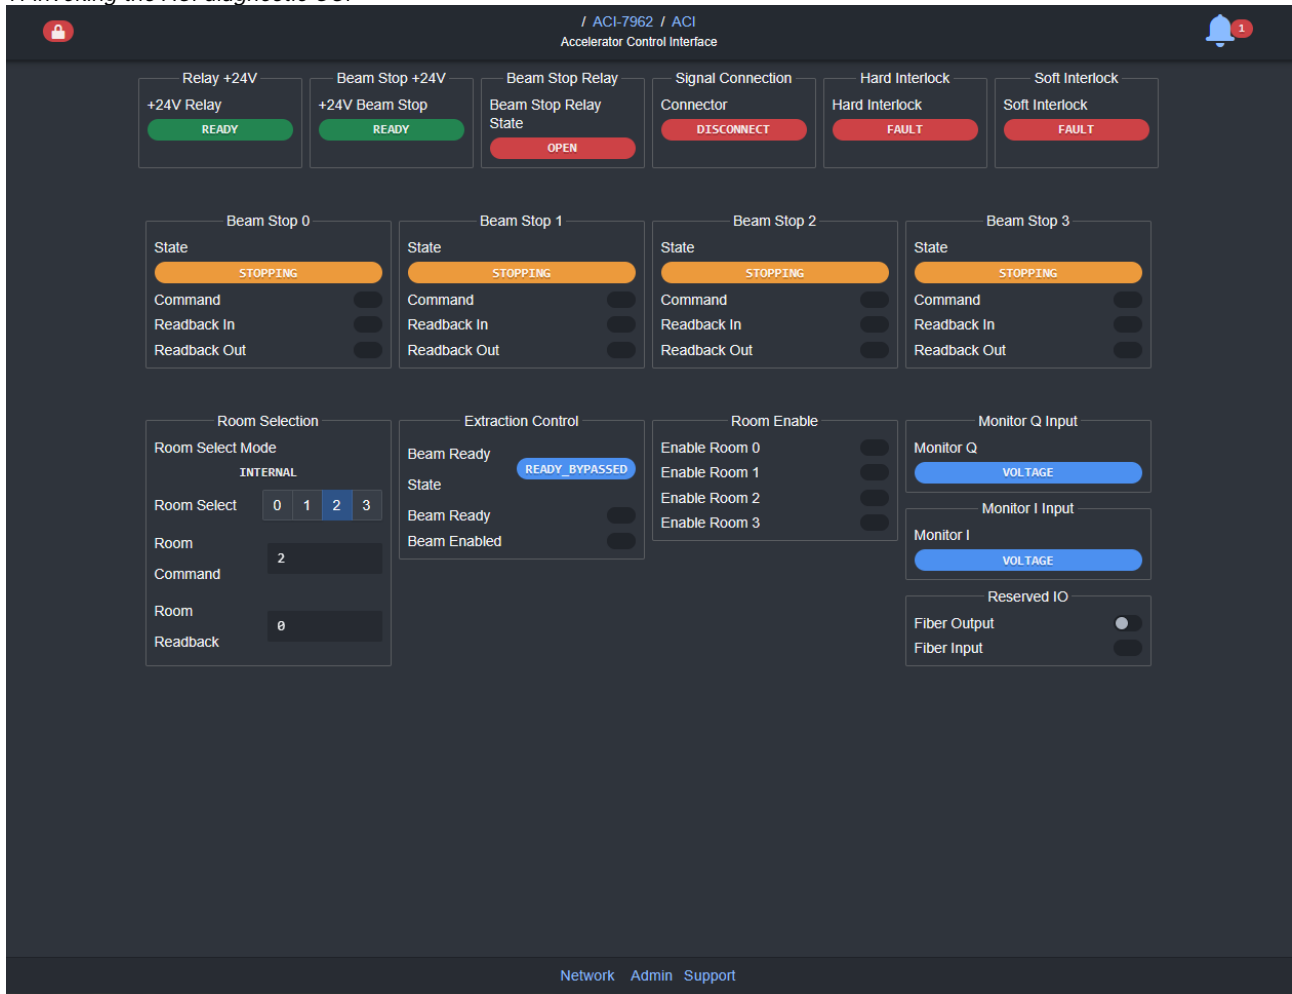 / ACI-7962 / ACI
Accelerator Control Interface
1
Relay +24V
+24V Relay
READY
Beam Stop +24V
+24V Beam Stop
READY
Beam Stop Relay
Beam Stop Relay
State
OPEN
Signal Connection
Connector
DISCONNECT
Hard Interlock
Hard Interlock
FAULT
Soft Interlock
Soft Interlock
FAULT
Beam Stop 0
State
STOPPING
Command
Readback In
Readback Out
Beam Stop 1
State
STOPPING
Command
Readback In
Readback Out
Beam Stop 2
State
STOPPING
Command
Readback In
Readback Out
Beam Stop 3
State
STOPPING
Command
Readback In
Readback Out
Room Selection
Room Select Mode
INTERNAL
Room Select 0 1 2 3
Room
Command
2
Room
Readback
0
Extraction Control
Beam Ready
State
READY_BYPASSED
Beam Ready
Beam Enabled
Room Enable
Enable Room 0
Enable Room 1
Enable Room 2
Enable Room 3
Monitor Q Input
Monitor Q
VOLTAGE
Monitor I Input
Monitor I
VOLTAGE
Reserved IO
Fiber Output
Fiber Input
Network Admin Support